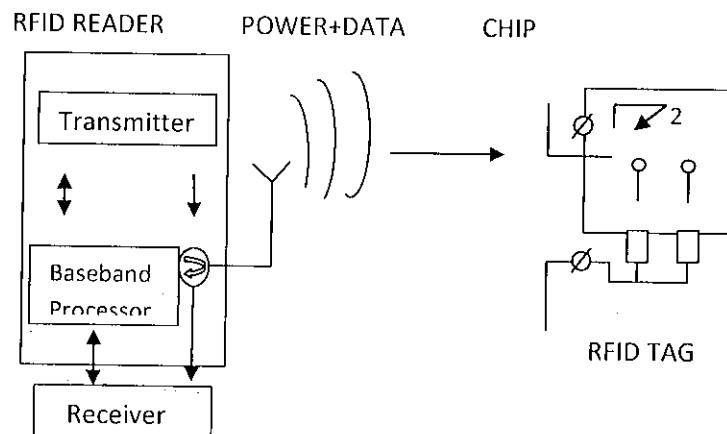 RFID READER POWER+DATA CHIP
Transmitter
2
Baseband
Processor
RFID TAG
Receiver